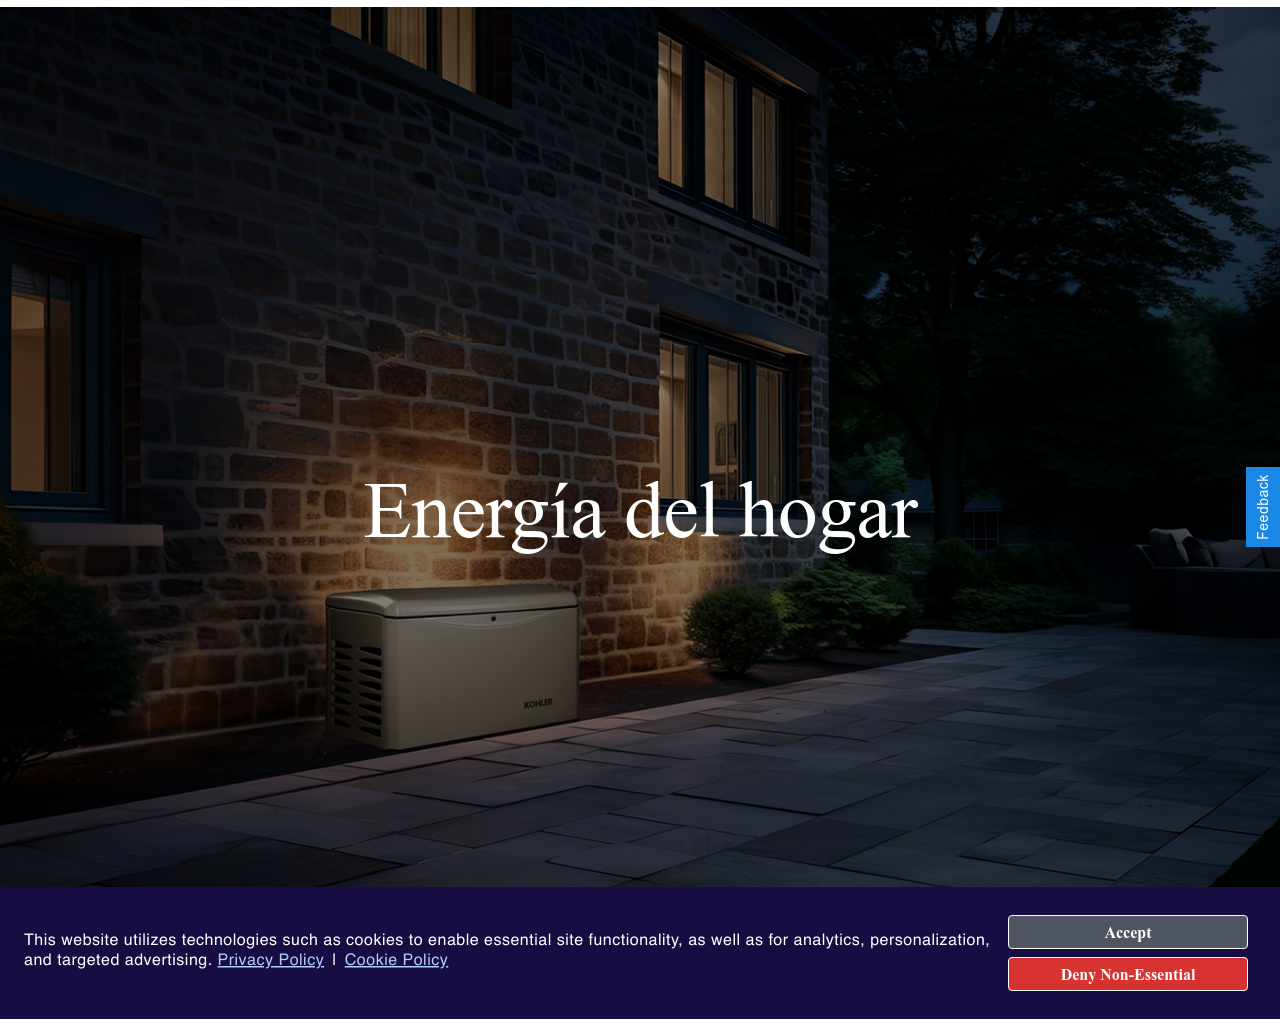 Energía del hogar
Feedback
KOHLER
This website utilizes technologies such as cookies to enable essential site functionality, as well as for analytics, personalization,
and targeted advertising. Privacy Policy | Cookie Policy
Accept
Deny Non-Essential